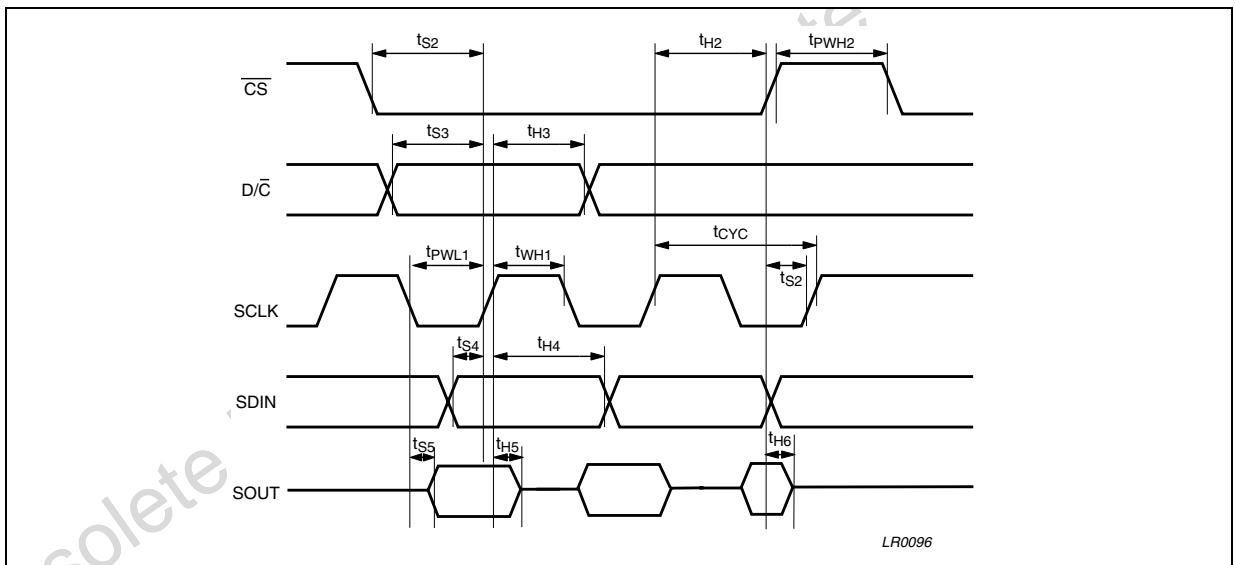 tS2
tH2
tPWH2
CS
tS3
tH3
D/C
tCYC
tPWL1
tWH1
tS2
SCLK
tS4
tH4
SDIN
tS5
tH5
tH6
SOUT
LR0096
solete